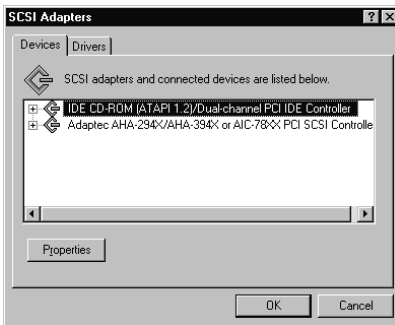 SCSI Adapters
Devices Drivers
SCSI adapters and connected devices are listed below.
IDE CD-ROM (ATAPI 1.2)/Dual-channel PCI IDE Controller
Adaptec AHA-294X/AHA-394X or AIC-78XX PCI SCSI Controlle
Properties
OK Cancel